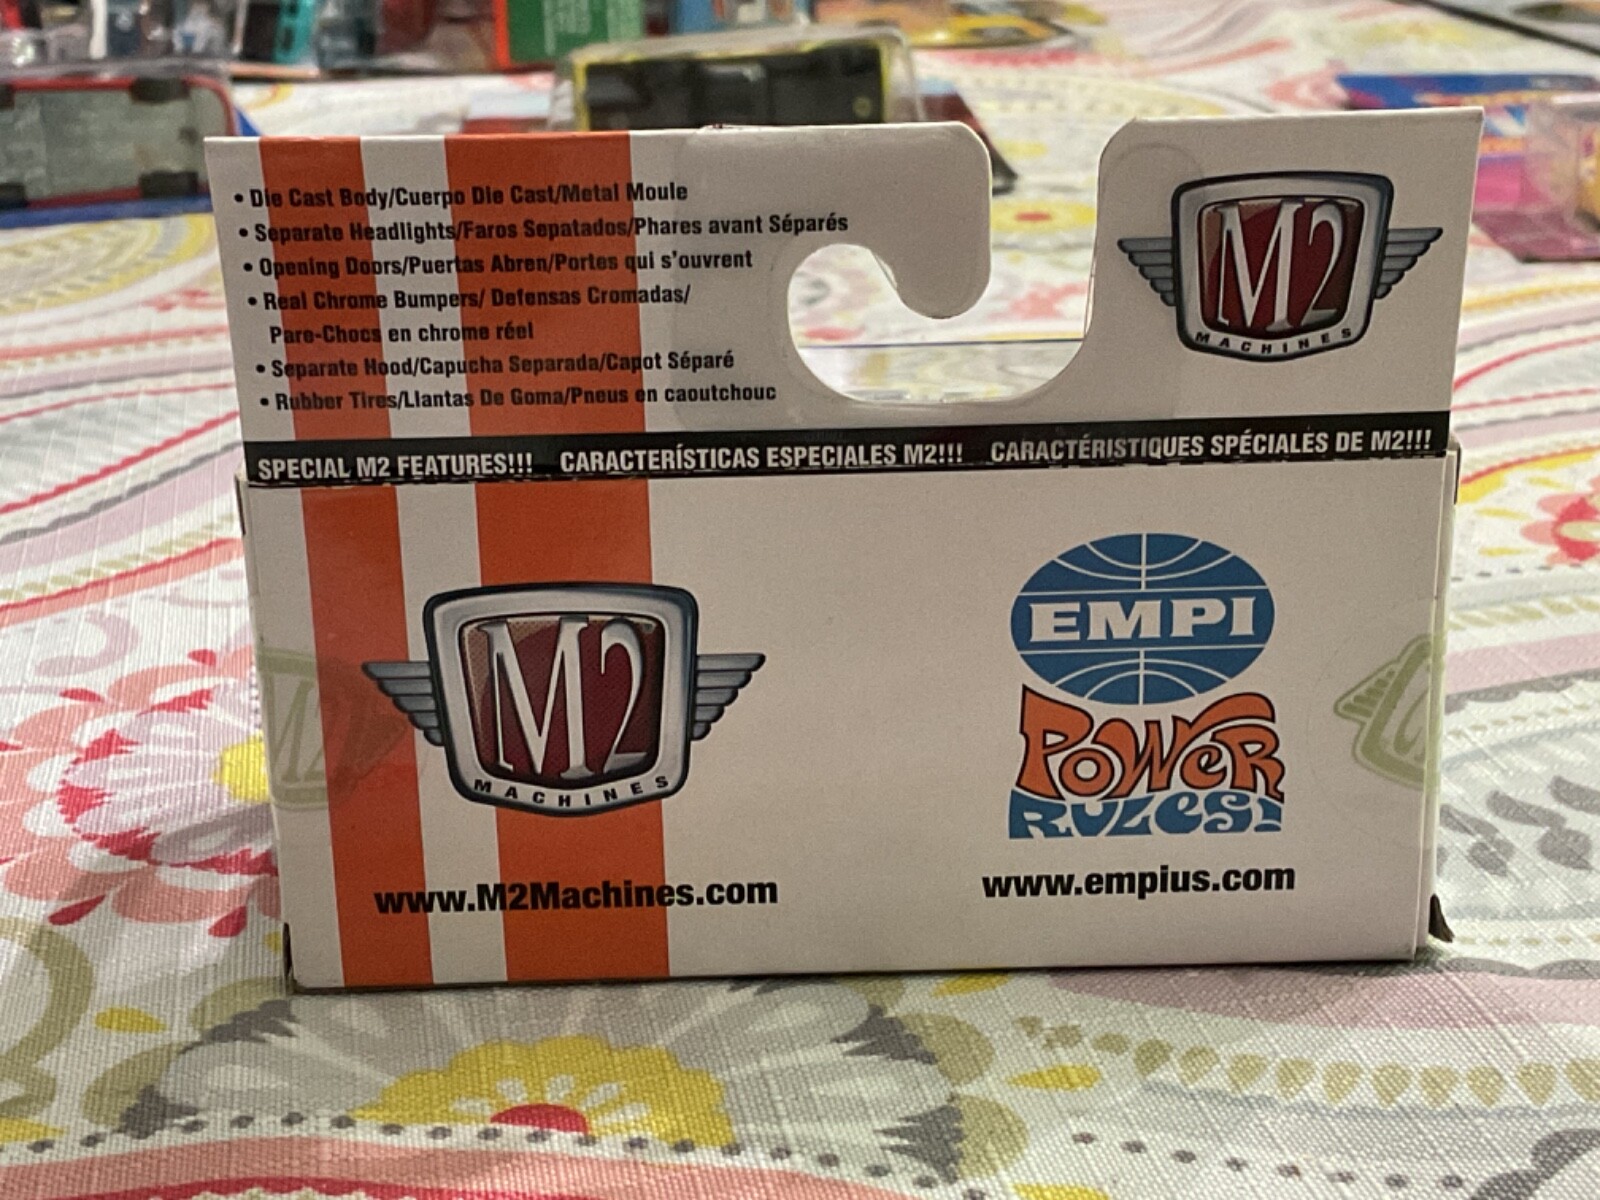 • Die Cast Body/Cuerpo Die Cast/Metal Moule
• Separate Headlights/Faros Sepatados/Phares avant Séparés
• Opening Doors/Puertas Abren/Portes qui s'ouvrent
• Real Chrome Bumpers/ Defensas Cromadas/
Pare-Chocs en chrome réel
• Separate Hood/Capucha Separada/Capot Séparé
• Rubber Tires/Llantas De Goma/Pneus en caoutchouc
M2
MACHINES
SPECIAL M2 FEATURES!!! CARACTERÍSTICAS ESPECIALES M2!!! CARACTÉRISTIQUES SPÉCIALES DE M2!!!
M2
MACHINES
www.M2Machines.com
EMPI
POWER
RULES!
www.empius.com